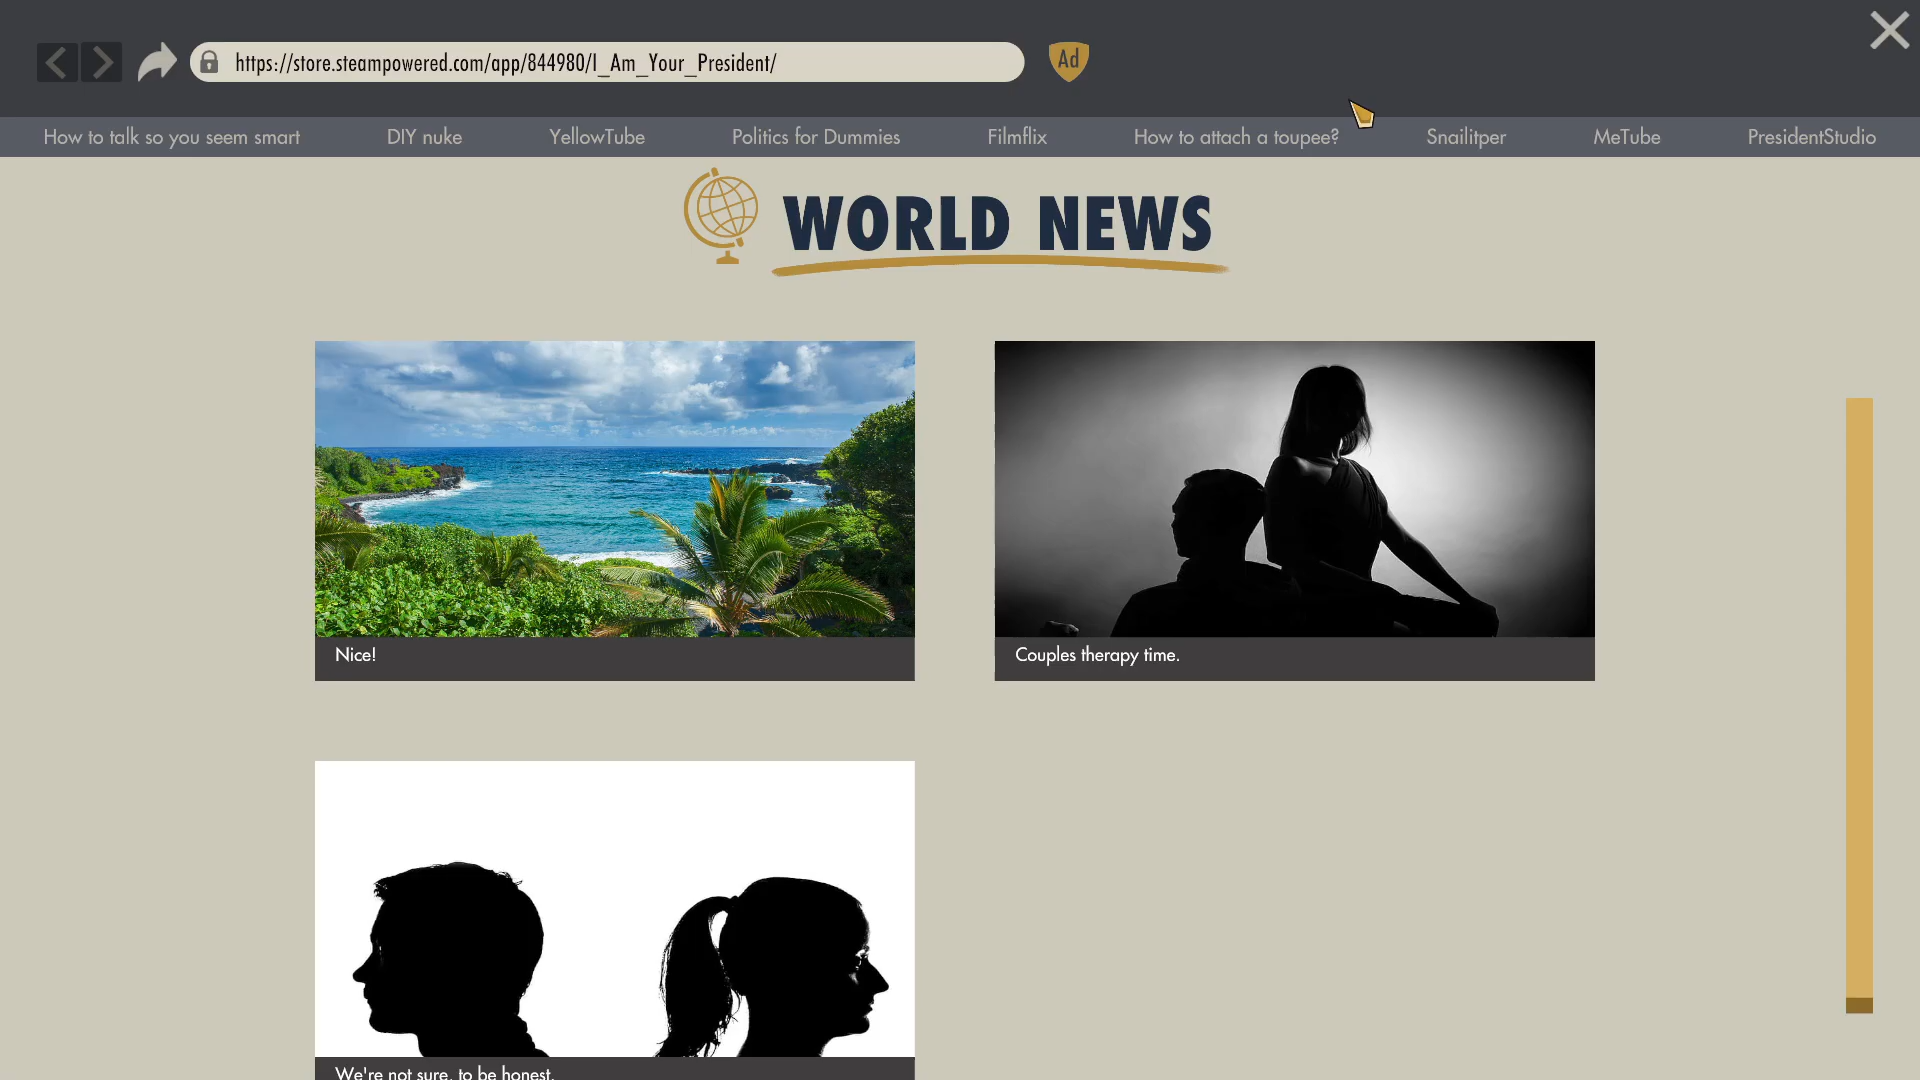 https://store.steampowered.com/app/844980/I_Am_Your_President/
Ad
How to talk so you seem smart
DIY nuke
YellowTube
Politics for Dummies
Filmflix
How to attach a toupee?
Snailitper
MeTube
PresidentStudio
WORLD NEWS
Nice!
Couples therapy time.
We're not sure, to be honest.